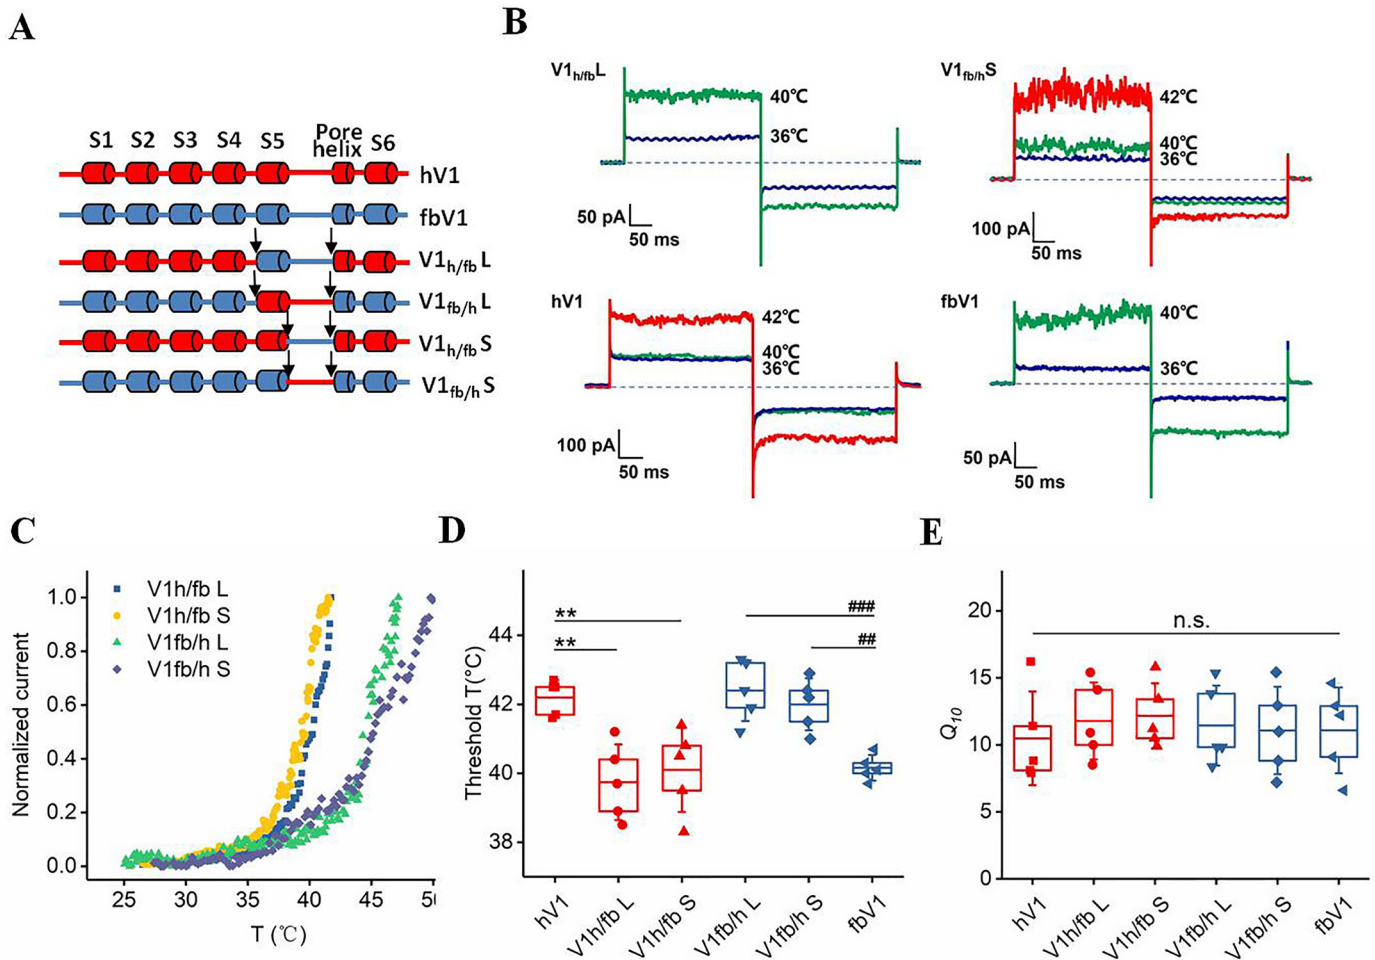 A
S1 S2 S3 S4 S5 Pore helix S6
hV1
fbV1
V1h/fb L
V1fb/h L
V1h/fb S
V1fb/h S
B
V1h/fbL
40℃
36℃
50 pA
50 ms
V1fb/hS
42℃
40℃
36℃
100 pA
50 ms
hV1
42℃
40℃
36℃
100 pA
50 ms
fbV1
40℃
36℃
50 pA
50 ms
C
Normalized current
1.0
0.8
0.6
0.4
0.2
0.0
V1h/fb L
V1h/fb S
V1fb/h L
V1fb/h S
25 30 35 40 45
T (℃)
D
Threshold T(°C)
44
42
40
38
**
**
###
##
hV1
V1h/fb L
V1h/fb S
V1fb/h L
V1fb/h S
fbV1
E
Q10
20
15
10
5
0
n.s.
hV1
V1h/fb L
V1h/fb S
V1fb/h L
V1fb/h S
fbV1